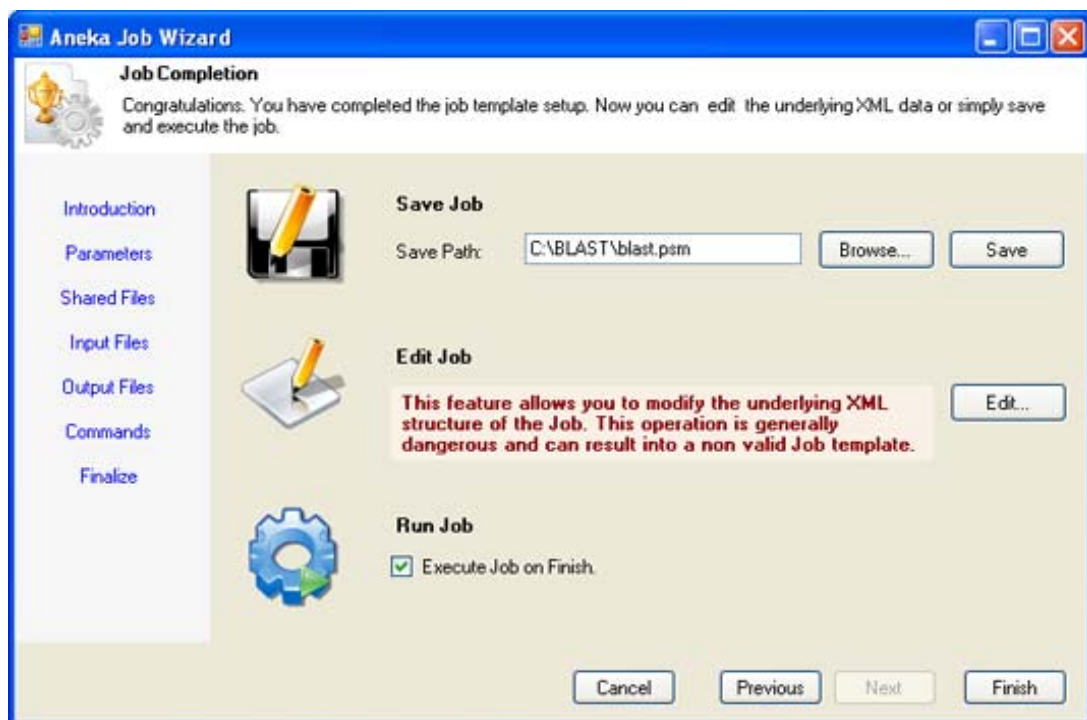 Aneka Job Wizard
Job Completion
Congratulations. You have completed the job template setup. Now you can edit the underlying XML data or simply save
and execute the job.
Introduction
Parameters
Shared Files
Input Files
Output Files
Commands
Finalize
Save Job
Save Path:
C:\BLAST\blast.psm
Browse...
Save
Edit Job
This feature allows you to modify the underlying XML
structure of the Job. This operation is generally
dangerous and can result into a non valid Job template.
Edit...
Run Job
Execute Job on Finish.
Cancel
Previous
Next
Finish